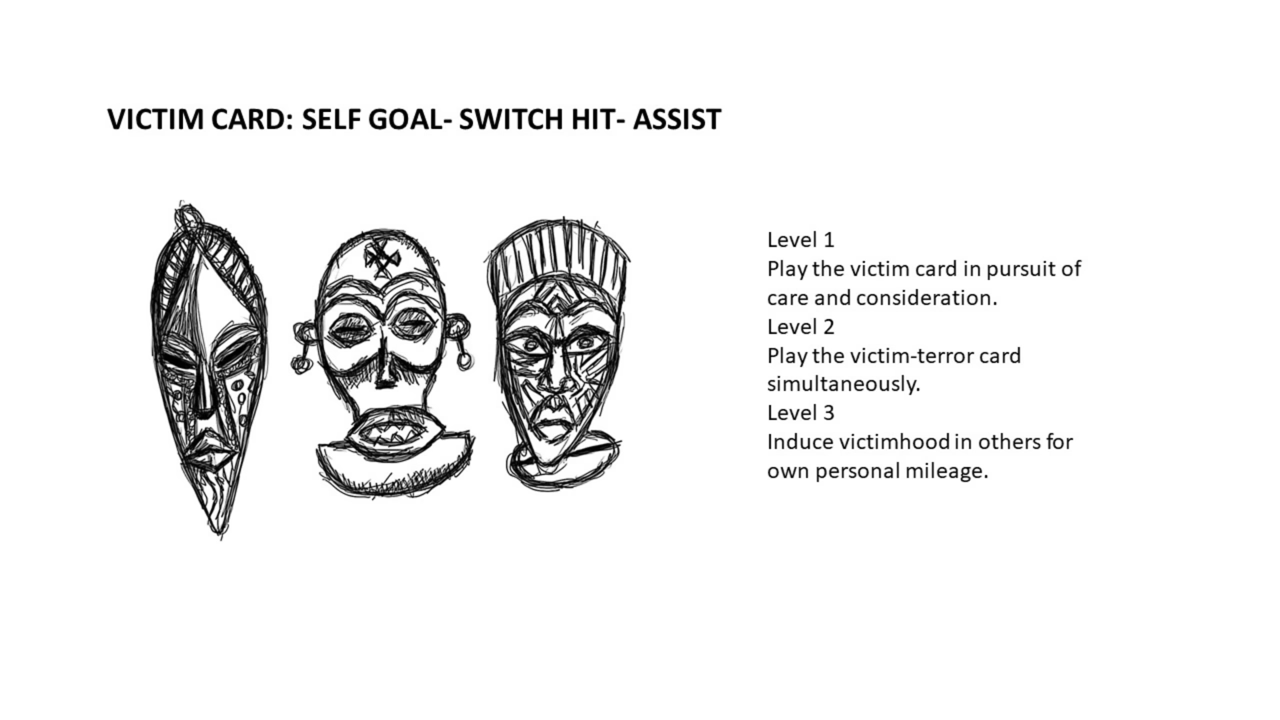 VICTIM CARD: SELF GOAL- SWITCH HIT- ASSIST
Level 1
Play the victim card in pursuit of
care and consideration.
Level 2
Play the victim-terror card
simultaneously.
Level 3
Induce victimhood in others for
own personal mileage.